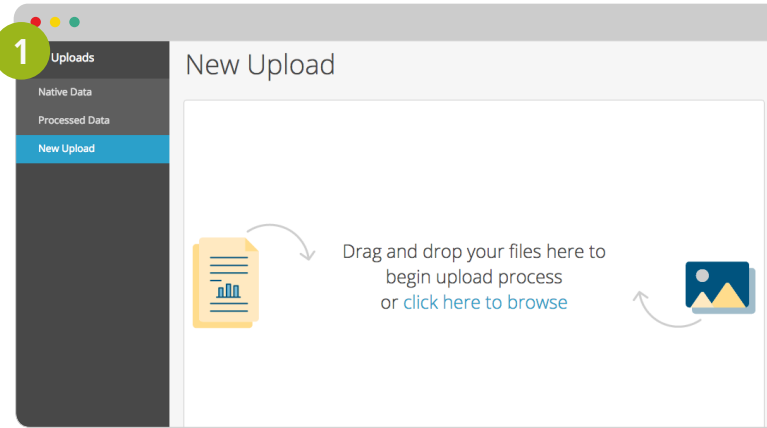 1
Uploads
Native Data
Processed Data
New Upload
New Upload
Drag and drop your files here to
begin upload process
or click here to browse